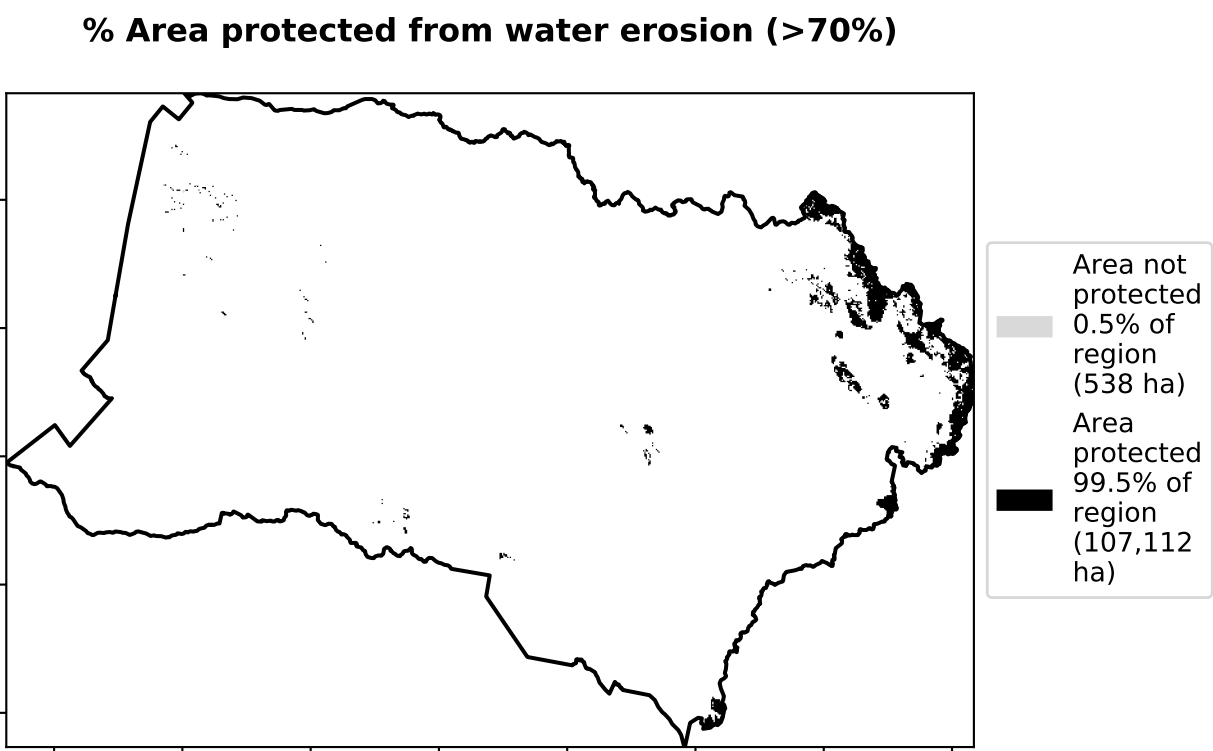 % Area protected from water erosion (>70%)
Area not
protected
0.5% of
region
(538 ha)
Area
protected
99.5% of
region
(107,112
ha)